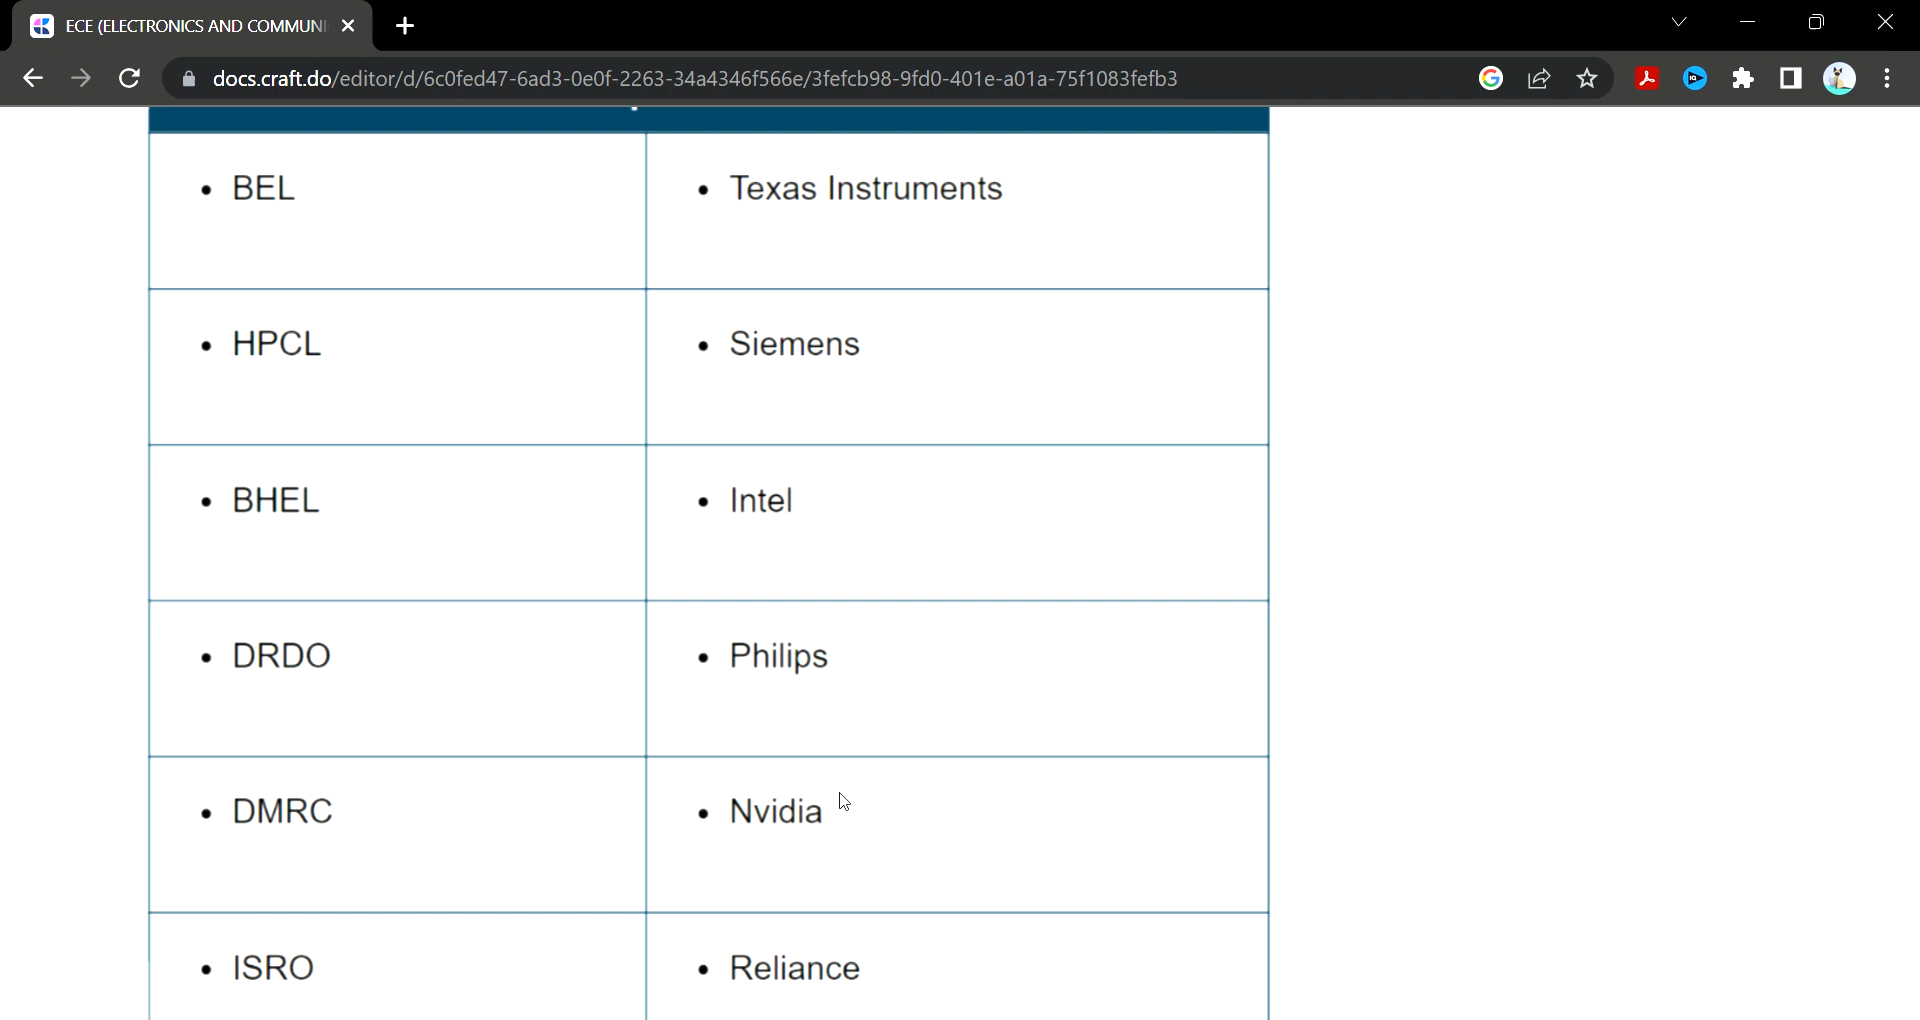 ECE (ELECTRONICS AND COMMUNI
docs.craft.do/editor/d/6c0fed47-6ad3-0e0f-2263-34a4346f566e/3fefcb98-9fd0-401e-a01a-75f1083fefb3
• BEL
• Texas Instruments
• HPCL
• Siemens
• BHEL
• Intel
• DRDO
• Philips
• DMRC
• Nvidia
• ISRO
• Reliance